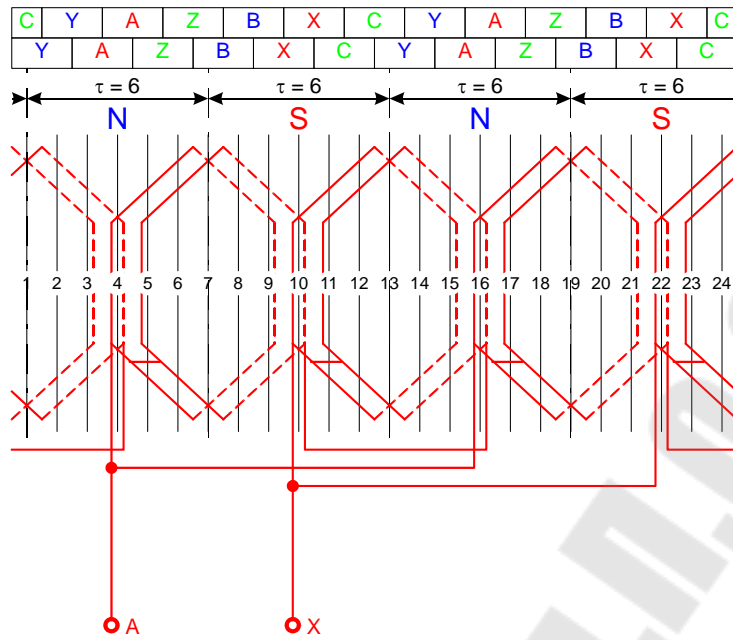 C Y A Z B X C Y A Z B X C
Y A Z B X C Y A Z B X C
τ = 6 τ = 6 τ = 6 τ = 6
N S N S
1 2 3 4 5 6 7 8 9 10 11 12 13 14 15 16 17 18 19 20 21 22 23 24
A X